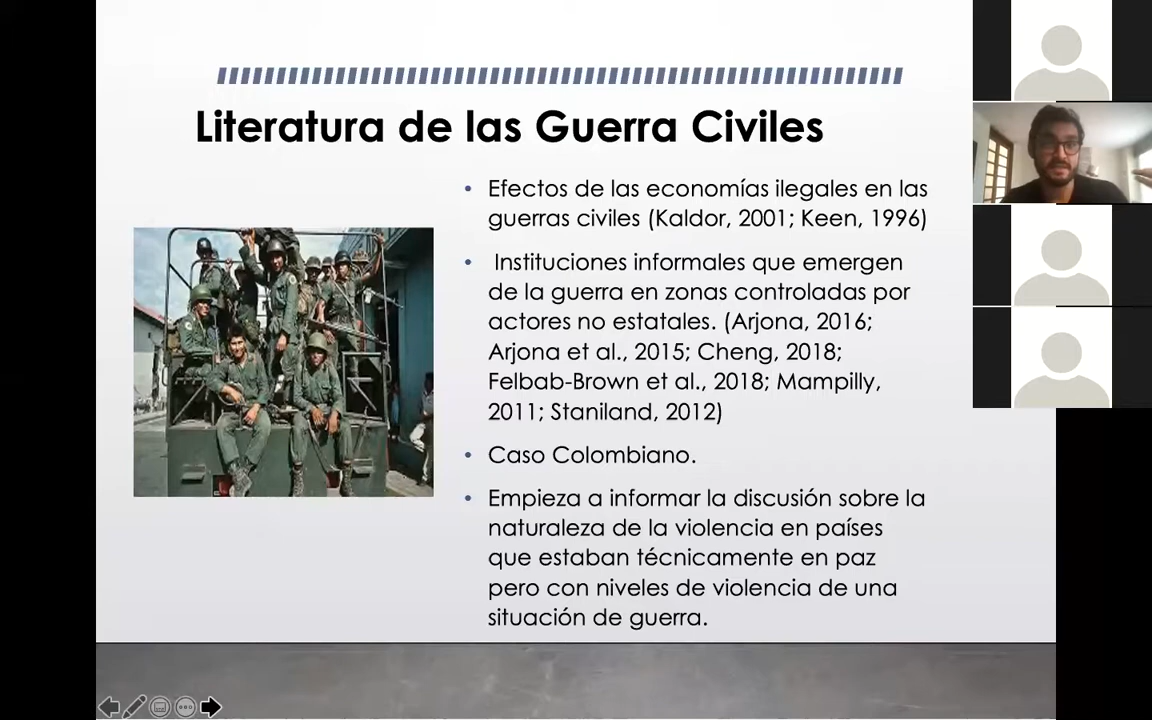 Literatura de las Guerra Civiles
• Efectos de las economías ilegales en las
guerras civiles (Kaldor, 2001; Keen, 1996)
• Instituciones informales que emergen
de la guerra en zonas controladas por
actores no estatales. (Arjona, 2016;
Arjona et al., 2015; Cheng, 2018;
Felbab-Brown et al., 2018; Mampilly,
2011; Staniland, 2012)
• Caso Colombiano.
• Empieza a informar la discusión sobre la
naturaleza de la violencia en países
que estaban técnicamente en paz
pero con niveles de violencia de una
situación de guerra.